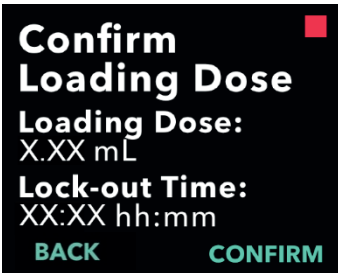 Confirm
Loading Dose
Loading Dose:
X.XX mL
Lock-out Time:
XX:XX hh:mm
BACK CONFIRM